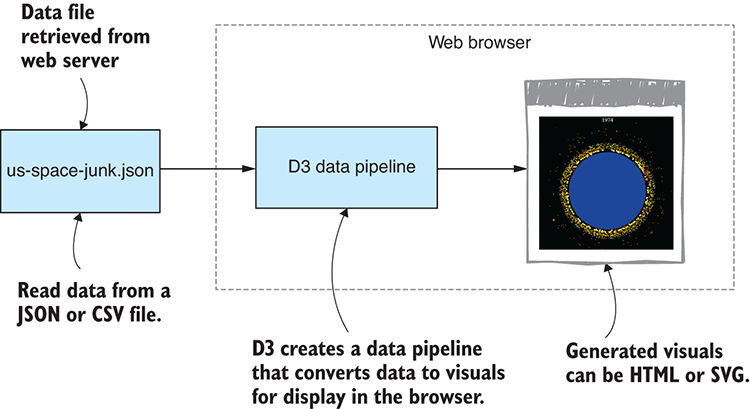 Data file
retrieved from
web server
Web browser
1974
us-space-junk.json
D3 data pipeline
Read data from a
JSON or CSV file.
D3 creates a data pipeline
that converts data to visuals
for display in the browser.
Generated visuals
can be HTML or SVG.